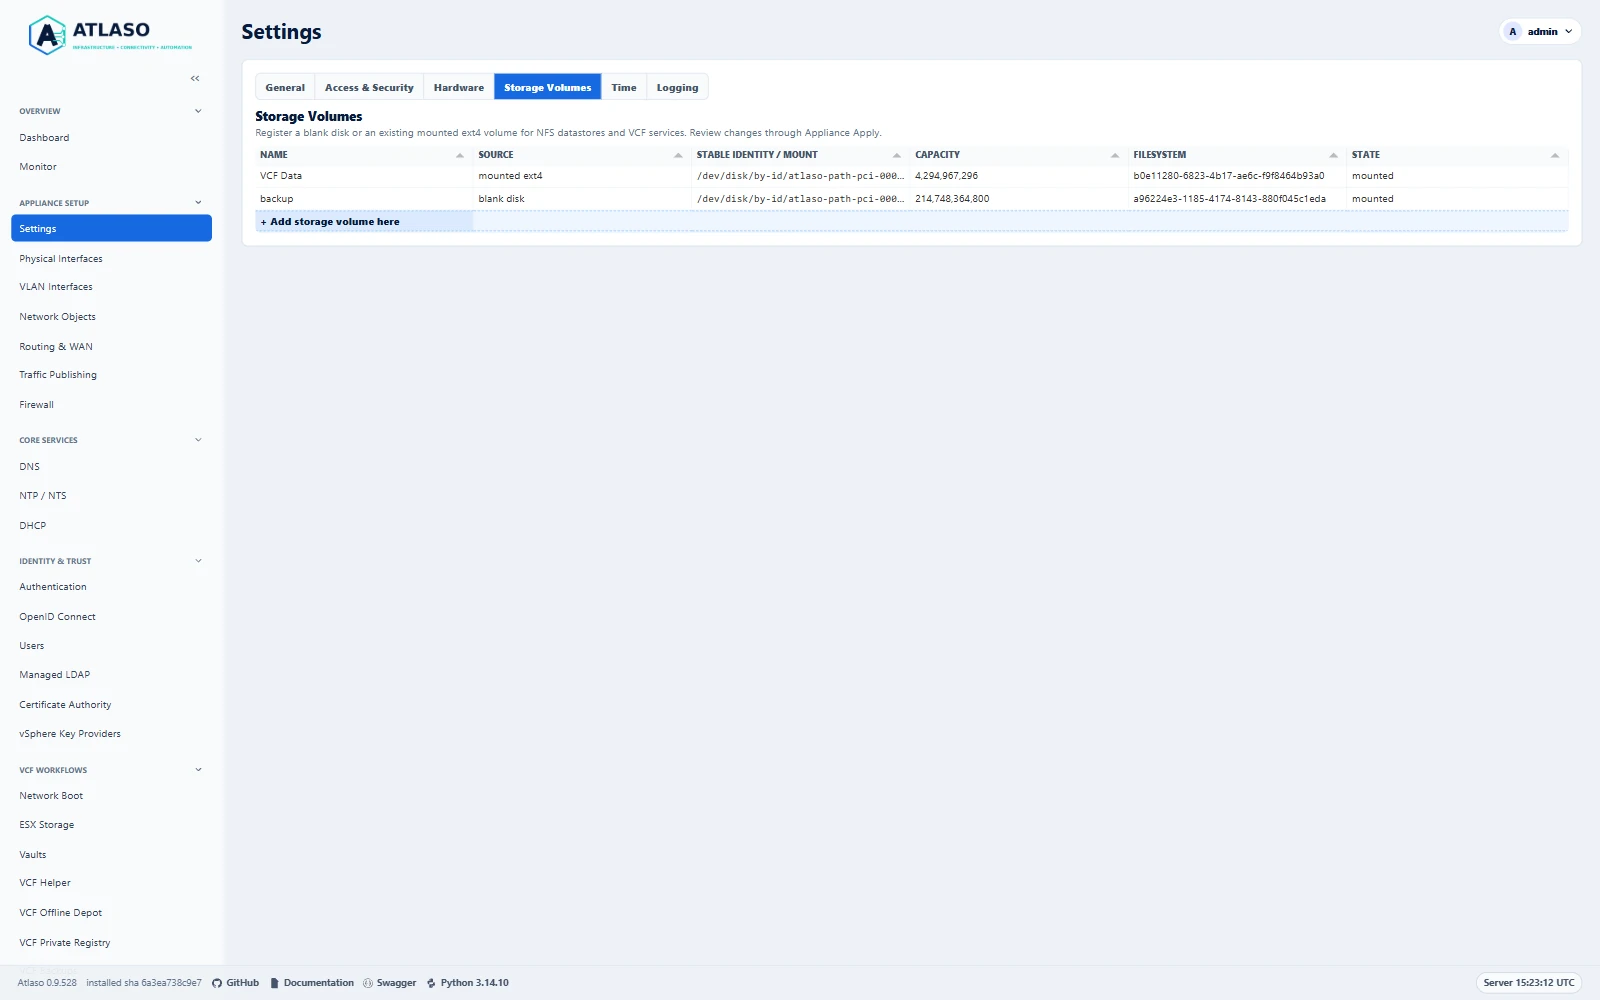 ATLASO
INFRASTRUCTURE • CONNECTIVITY • AUTOMATION
Settings
A admin
OVERVIEW
Dashboard
Monitor
APPLIANCE SETUP
Settings
Physical Interfaces
VLAN Interfaces
Network Objects
Routing & WAN
Traffic Publishing
Firewall
CORE SERVICES
DNS
NTP / NTS
DHCP
IDENTITY & TRUST
Authentication
OpenID Connect
Users
Managed LDAP
Certificate Authority
vSphere Key Providers
VCF WORKFLOWS
Network Boot
ESX Storage
Vaults
VCF Helper
VCF Offline Depot
VCF Private Registry
General Access & Security Hardware Storage Volumes Time Logging
Storage Volumes
Register a blank disk or an existing mounted ext4 volume for NFS datastores and VCF services. Review changes through Appliance Apply.
NAME SOURCE STABLE IDENTITY / MOUNT CAPACITY FILESYSTEM STATE
VCF Data mounted ext4 /dev/disk/by-id/atlaso-path-pci-000... 4,294,967,296 b0e11280-6823-4b17-ae6c-f9f8464b93a0 mounted
backup blank disk /dev/disk/by-id/atlaso-path-pci-000... 214,748,364,800 a96224e3-1185-4174-8143-880f045c1eda mounted
+ Add storage volume here
Atlaso 0.9.528 installed sha 6a3ea738c9e7 GitHub Documentation Swagger Python 3.14.10
Server 15:23:12 UTC